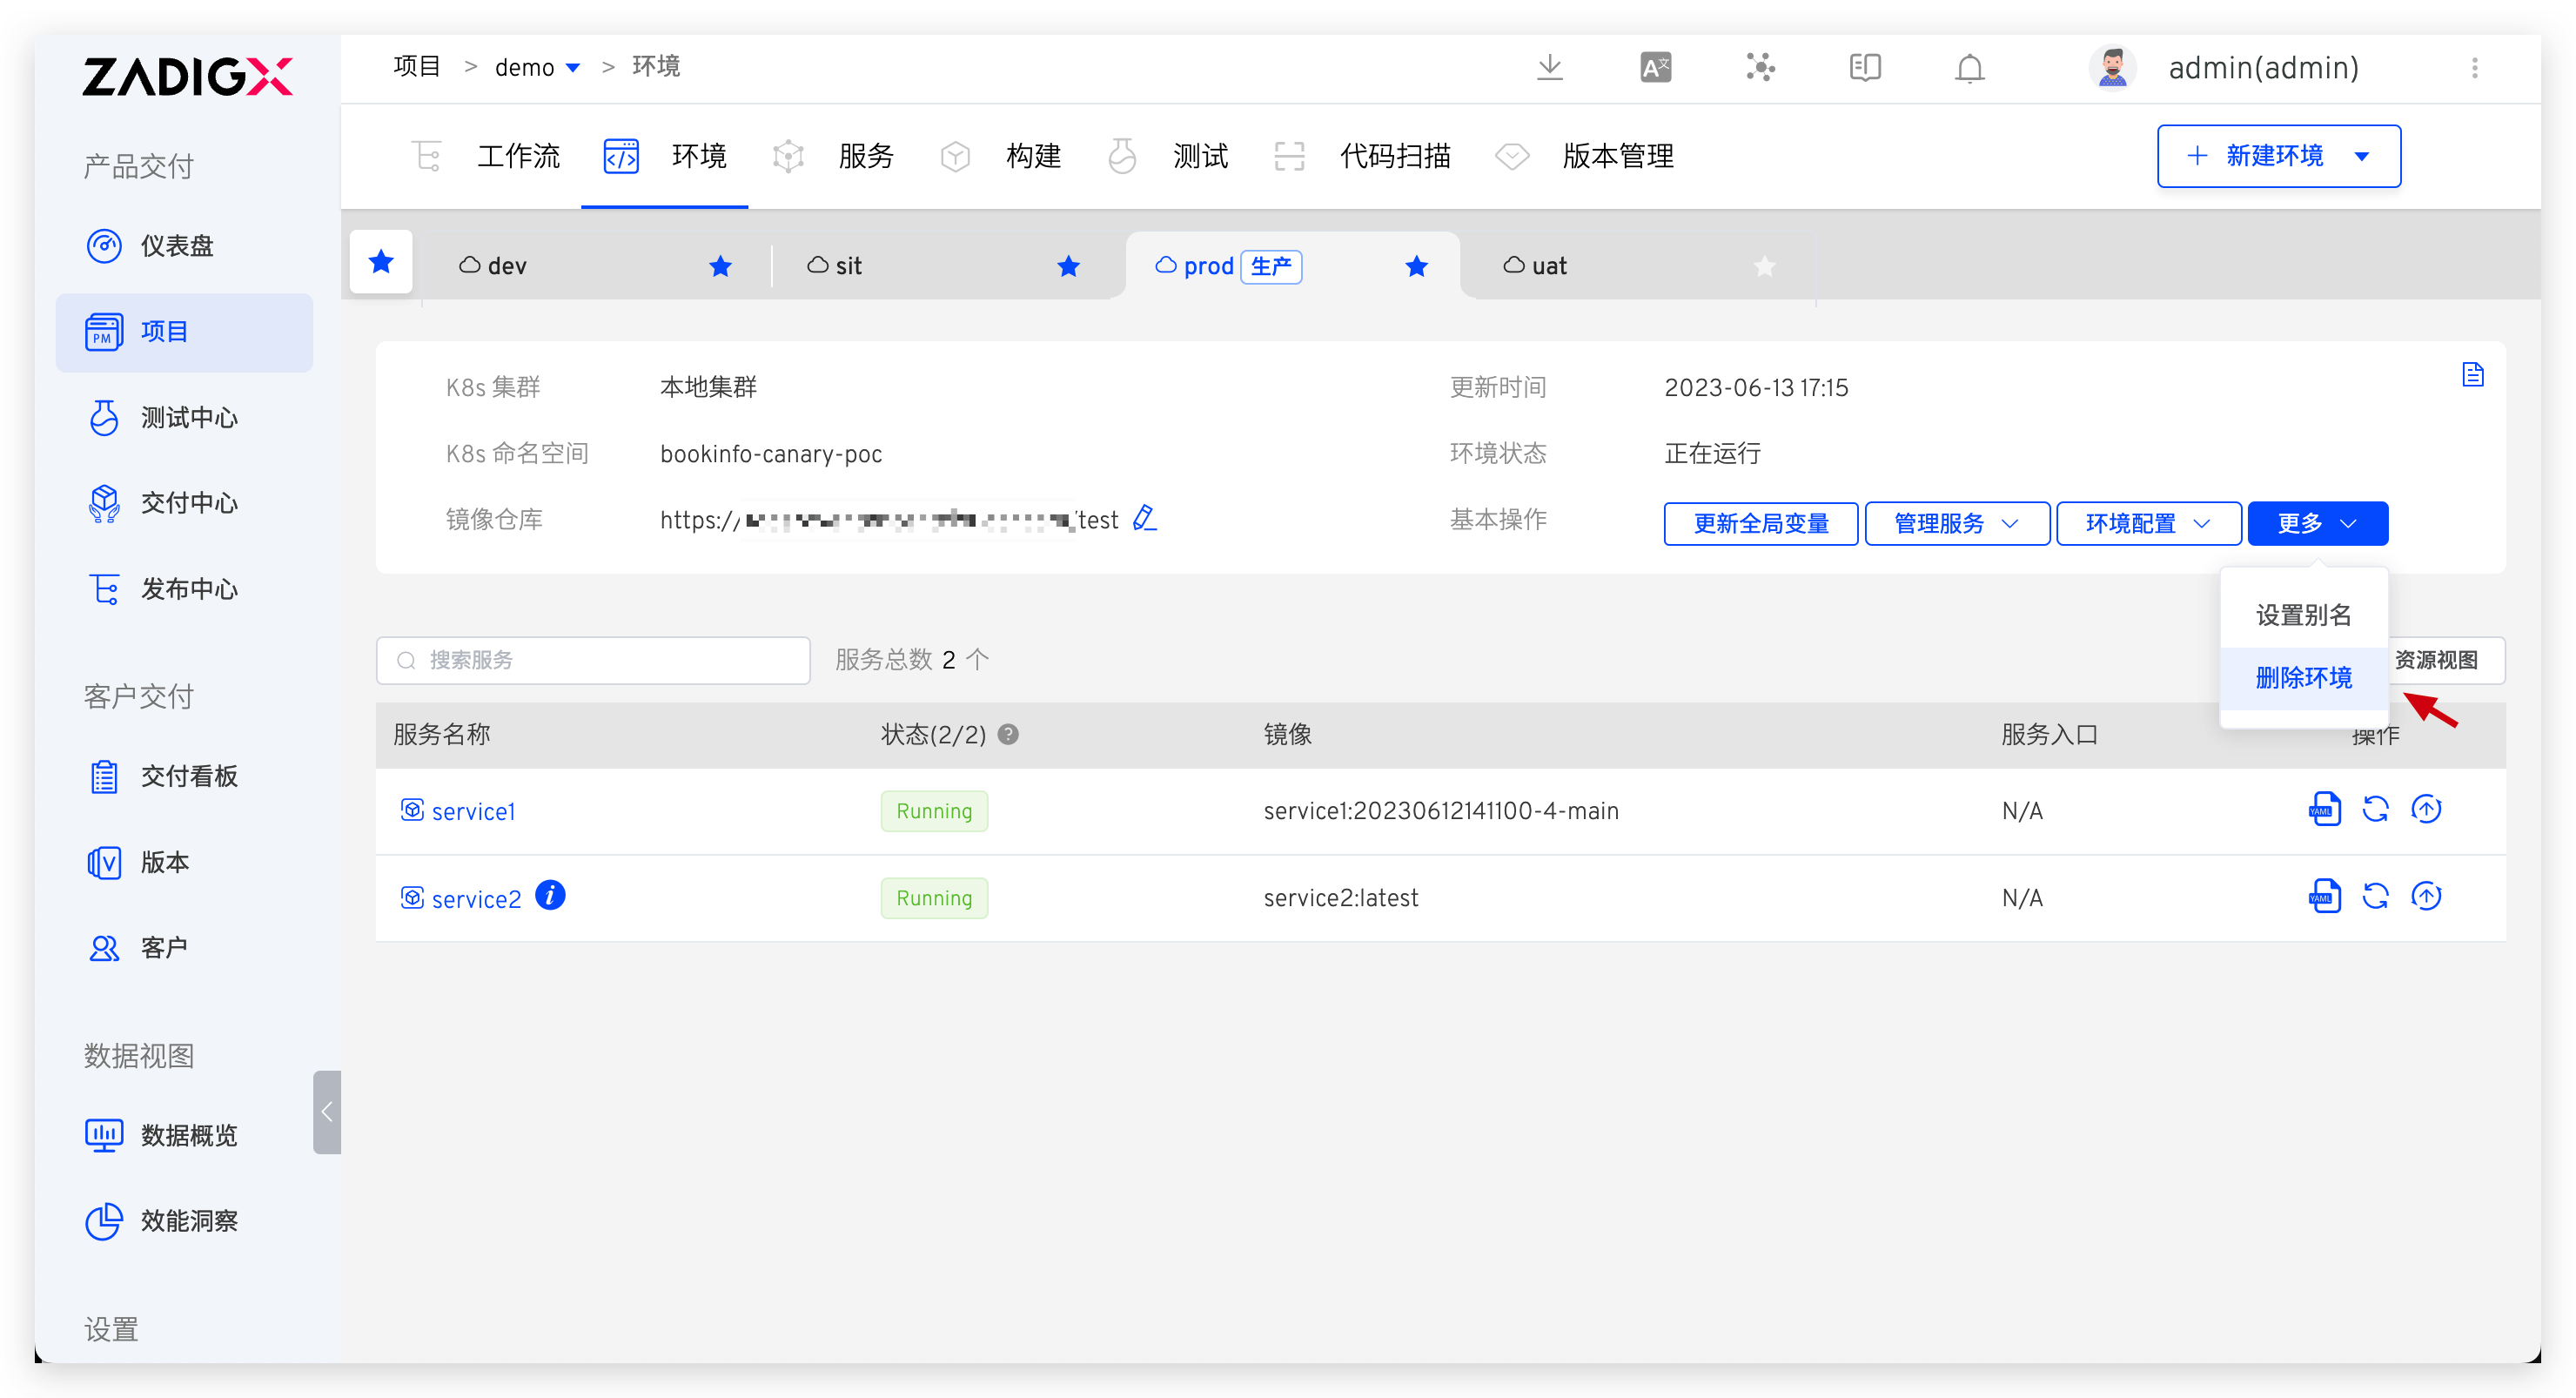 ZADIGX
项目 > demo > 环境
admin(admin)
产品交付
仪表盘
PM 项目
测试中心
交付中心
发布中心
客户交付
交付看板
版本
客户
数据视图
数据概览
效能洞察
设置
工作流 环境 服务 构建 测试 代码扫描 版本管理
+ 新建环境
dev sit prod 生产 uat
K8s 集群 本地集群 更新时间 2023-06-13 17:15
K8s 命名空间 bookinfo-canary-poc 环境状态 正在运行
镜像仓库 https:// /test 基本操作 更新全局变量 管理服务 环境配置 更多
设置别名
删除环境
搜索服务 服务总数 2 个 资源视图
服务名称 状态(2/2) 镜像 服务入口 操作
service1 Running service1:20230612141100-4-main N/A YAML
service2 Running service2:latest N/A YAML